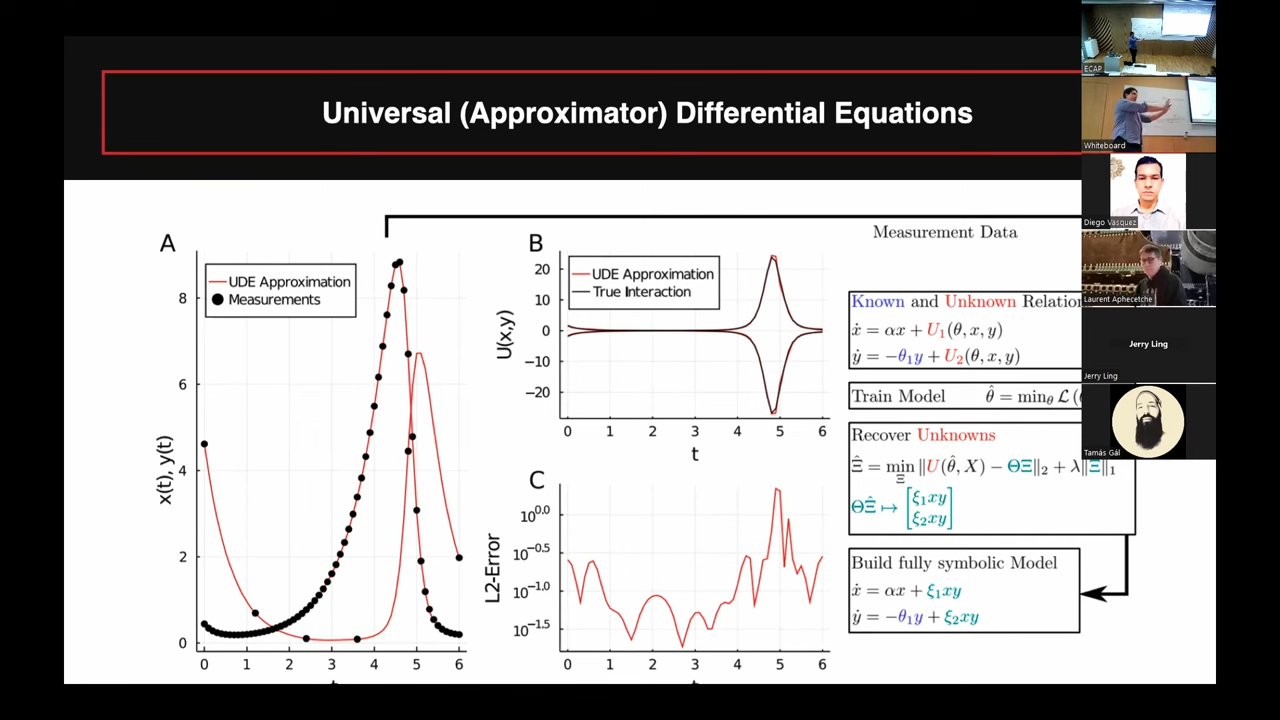 Universal (Approximator) Differential Equations
A
UDE Approximation
Measurements
x(t), y(t)
8
6
4
2
0
0 1 2 3 4 5 6
B
UDE Approximation
True Interaction
U(x,y)
20
10
0
−10
−20
0 1 2 3 4 5 6
t
C
L2-Error
10^0.0
10^−0.5
10^−1.0
10^−1.5
0 1 2 3 4 5 6
Measurement Data
Known and Unknown
ẋ = αx + U₁(θ, x, y)
ẏ = −θ₁y + U₂(θ, x, y)
Train Model θ̂ = min_θ 𝓛 (
Recover Unknowns
Ξ̂ = min_Ξ ‖U(θ̂, X) − ΘΞ‖₂ + λ‖Ξ‖₁
ΘΞ̂ ↦ [ξ₁xy
ξ₂xy]
Build fully symbolic Model
ẋ = αx + ξ₁xy
ẏ = −θ₁y + ξ₂xy
ECAP
Whiteboard
Diego Vasquez
Laurent Aphecetche
Jerry Ling
Jerry Ling
Tamás Gál